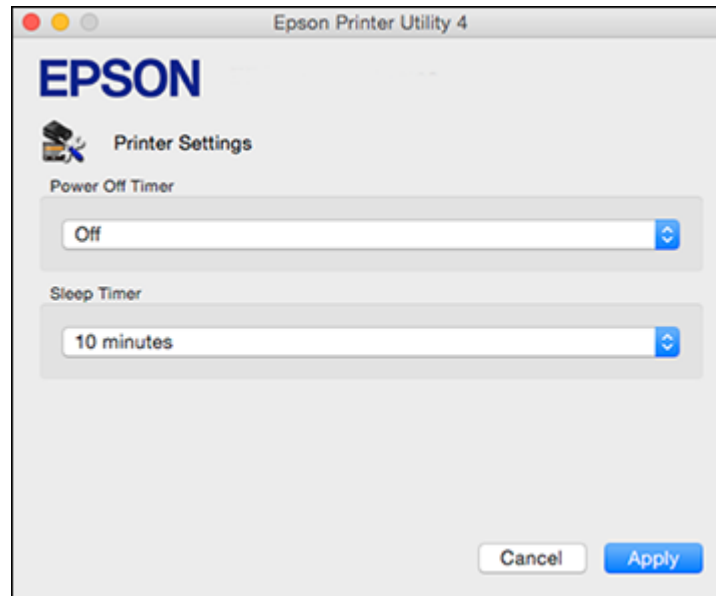 Epson Printer Utility 4
EPSON
Printer Settings
Power Off Timer
Off
Sleep Timer
10 minutes
Cancel Apply